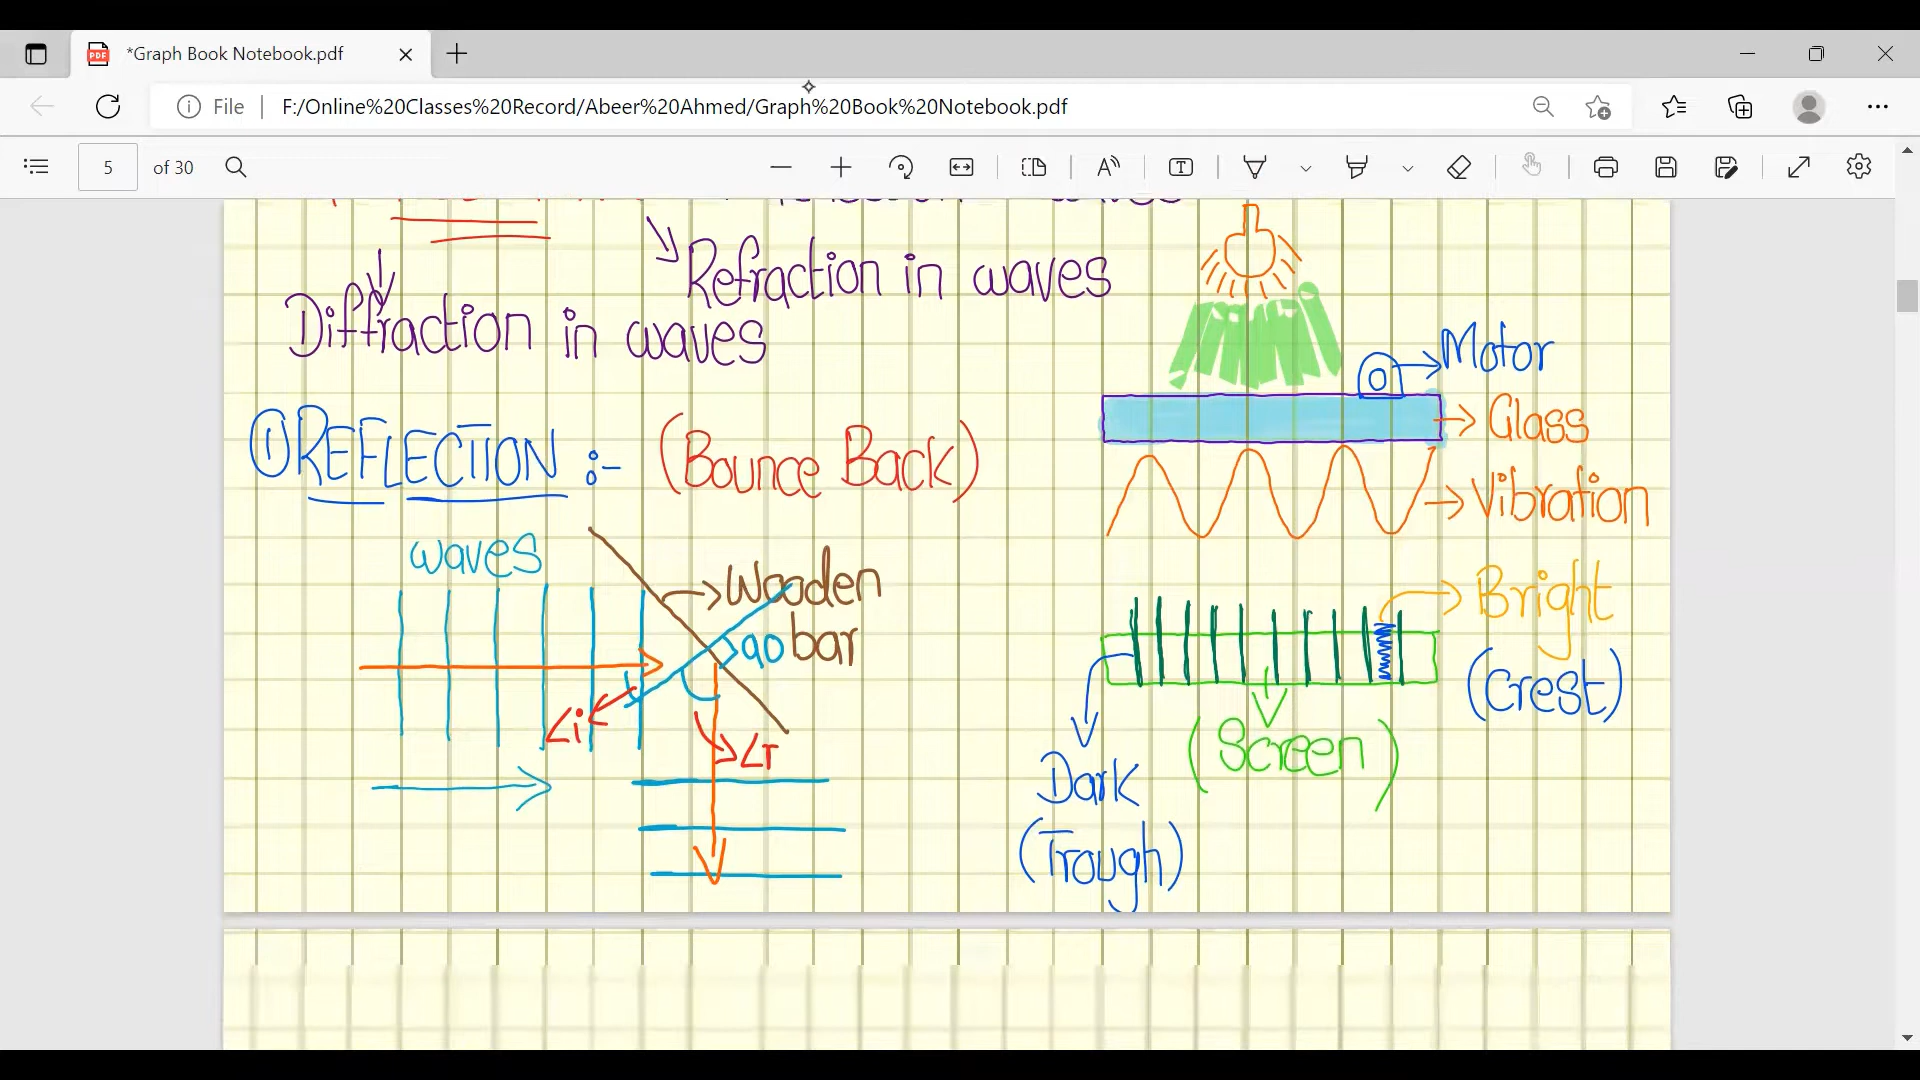 *Graph Book Notebook.pdf
File
F:/Online%20Classes%20Record/Abeer%20Ahmed/Graph%20Book%20Notebook.pdf
5 of 30
Refraction in waves
Diffraction in waves
① REFLECTION :- (Bounce Back)
waves
Wooden
bar
90
∠i
∠r
Motor
Glass
Vibration
Bright
(Crest)
(Screen)
Dark
(Trough)